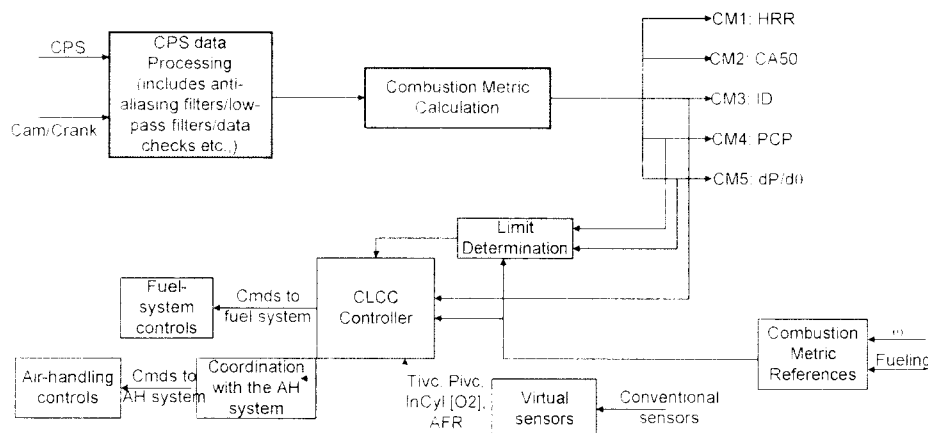 CPS
Cam/Crank
CPS data
Processing
(includes anti-
aliasing filters/low-
pass filters/data
checks etc.,)
Combustion Metric
Calculation
CM1: HRR
CM2: CA50
CM3: ID
CM4: PCP
CM5: dP/dθ
Limit
Determination
CLCC
Controller
Fuel-
system
controls
Cmds to
fuel system
Air-handling
controls
Cmds to
AH system
Coordination
with the AH
system
Tivc, Pivc,
InCyl [O2],
AFR
Virtual
sensors
Conventional
sensors
Combustion
Metric
References
Fueling